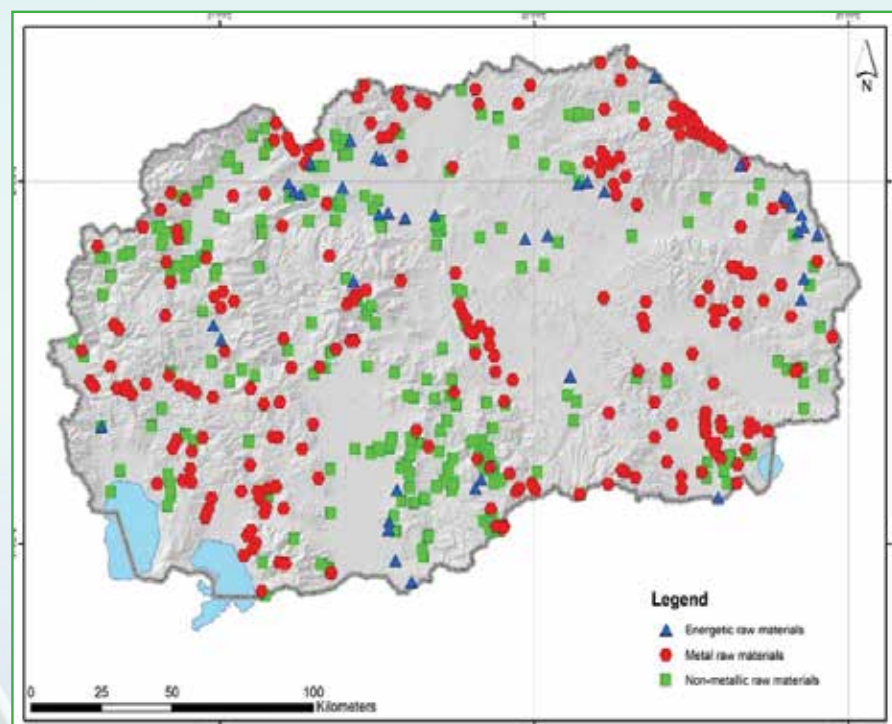 N
Legend
Energetic raw materials
Metal raw materials
Non-metallic raw materials
0 25 50 100
Kilometers